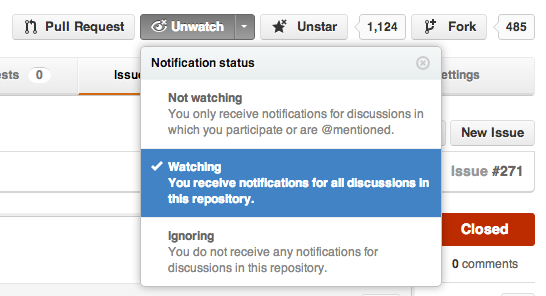 Pull Request Unwatch Unstar 1,124 Fork 485
Notification status
sts 0 Issu ettings
Not watching
You only receive notifications for discussions in
which you participate or are @mentioned.
New Issue
Watching
You receive notifications for all discussions in
this repository.
Issue #271
Closed
Ignoring
You do not receive any notifications for
discussions in this repository.
0 comments